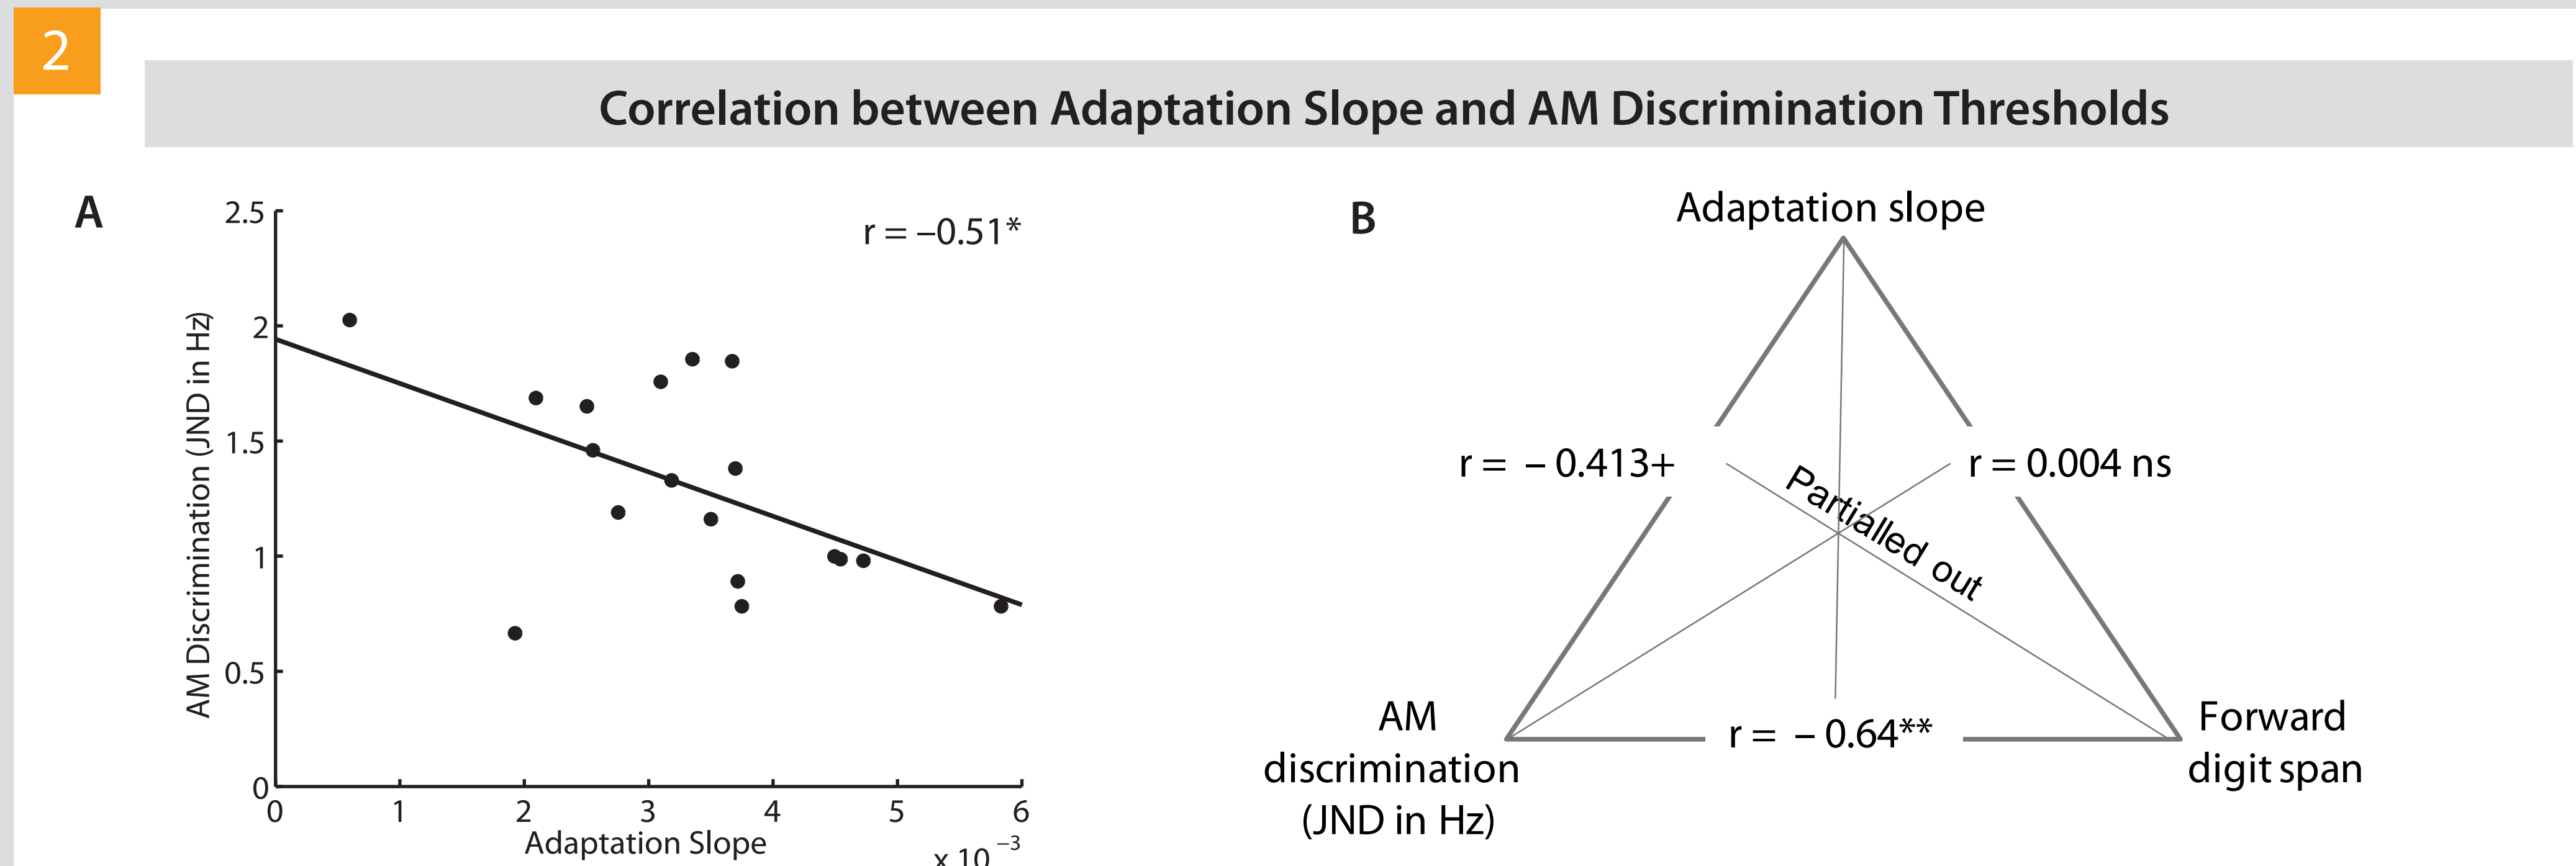 2
Correlation between Adaptation Slope and AM Discrimination Thresholds
A
2.5
2
1.5
1
0.5
0
AM Discrimination (JND in Hz)
r = –0.51*
0 1 2 3 4 5 6
Adaptation Slope
x 10 –3
B
Adaptation slope
r = – 0.413+
r = 0.004 ns
Partialled out
r = – 0.64**
AM
discrimination
(JND in Hz)
Forward
digit span